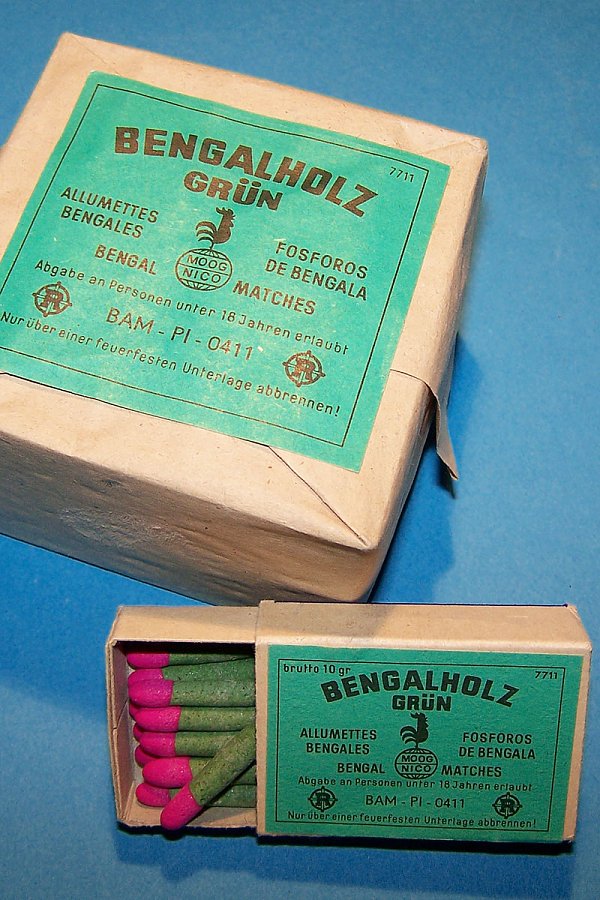 7711
BENGALHOLZ
GRÜN
ALLUMETTES
BENGALES
FOSFOROS
DE BENGALA
BENGAL
MOOG
NICO
MATCHES
Abgabe an Personen unter 18 Jahren erlaubt
R BAM - PI - 0411 R
Nur über einer feuerfesten Unterlage abbrennen!
brutto 10 gr
7711
BENGALHOLZ
GRÜN
ALLUMETTES
BENGALES
FOSFOROS
DE BENGALA
BENGAL
MOOG
NICO
MATCHES
Abgabe an Personen unter 18 Jahren erlaubt
R BAM - PI - 0411 R
Nur über einer feuerfesten Unterlage abbrennen!